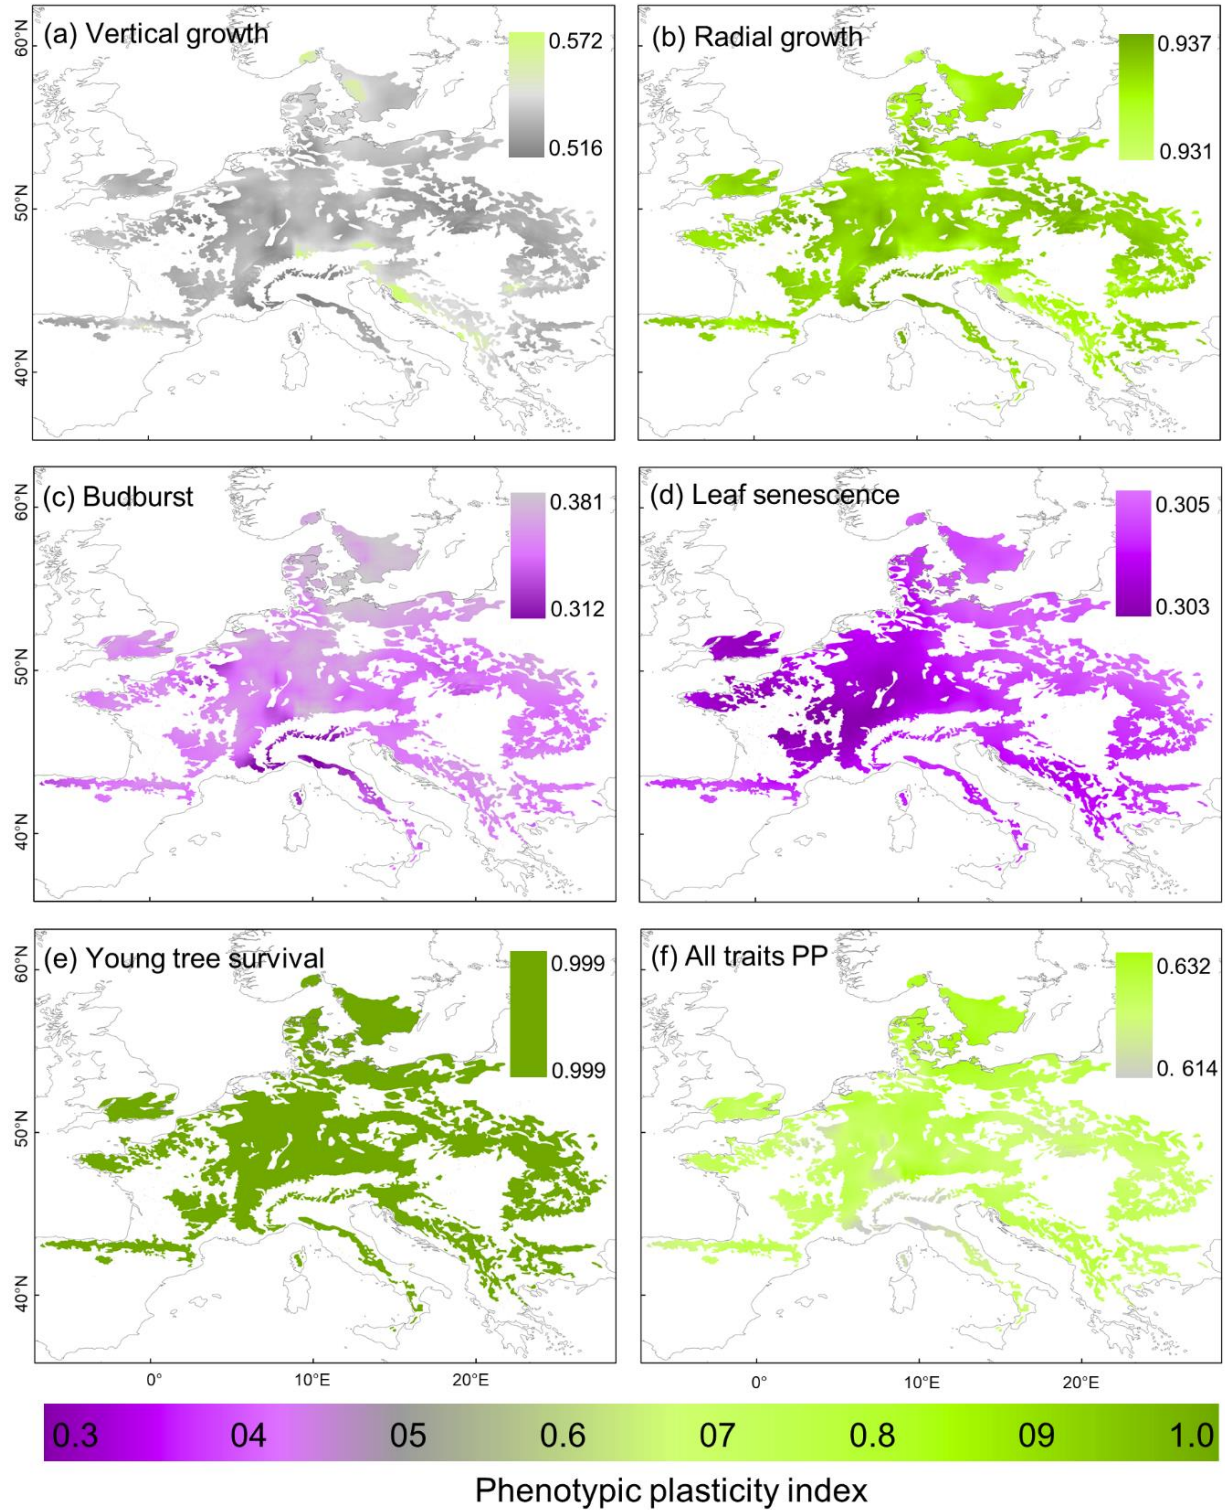 (a) Vertical growth
0.572
0.516
60°N
50°N
40°N
(b) Radial growth
0.937
0.931
(c) Budburst
0.381
0.312
60°N
50°N
40°N
(d) Leaf senescence
0.305
0.303
(e) Young tree survival
0.999
0.999
60°N
50°N
40°N
(f) All traits PP
0.632
0. 614
0° 10°E 20°E
0° 10°E 20°E
0.3 04 05 0.6 07 0.8 09 1.0
Phenotypic plasticity index